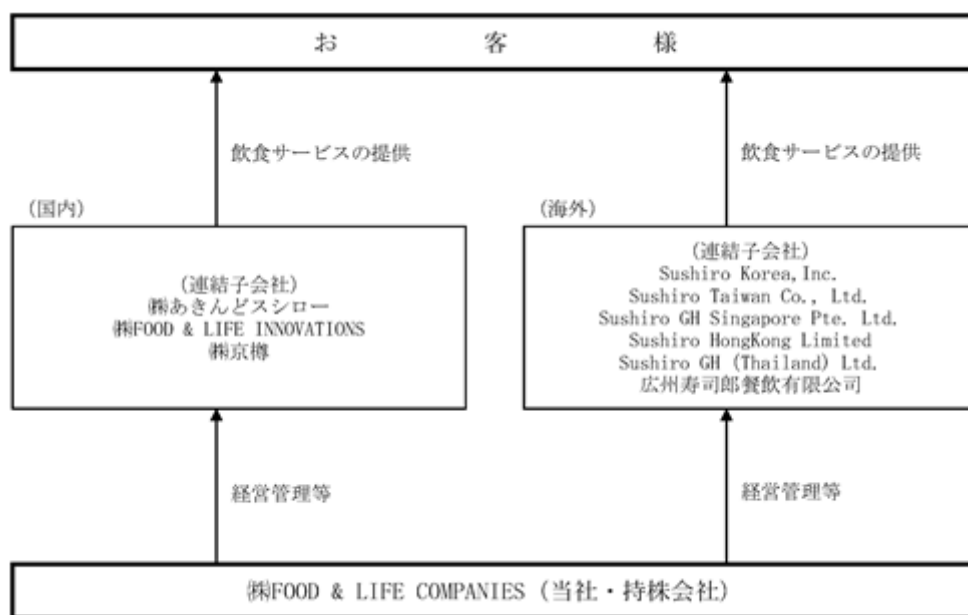 お客様
飲食サービスの提供
飲食サービスの提供
(国内)
(連結子会社)
㈱あきんどスシロー
㈱FOOD & LIFE INNOVATIONS
㈱京樽
(海外)
(連結子会社)
Sushiro Korea,Inc.
Sushiro Taiwan Co., Ltd.
Sushiro GH Singapore Pte. Ltd.
Sushiro HongKong Limited
Sushiro GH (Thailand) Ltd.
広州寿司郎餐飲有限公司
経営管理等
経営管理等
㈱FOOD & LIFE COMPANIES (当社・持株会社)